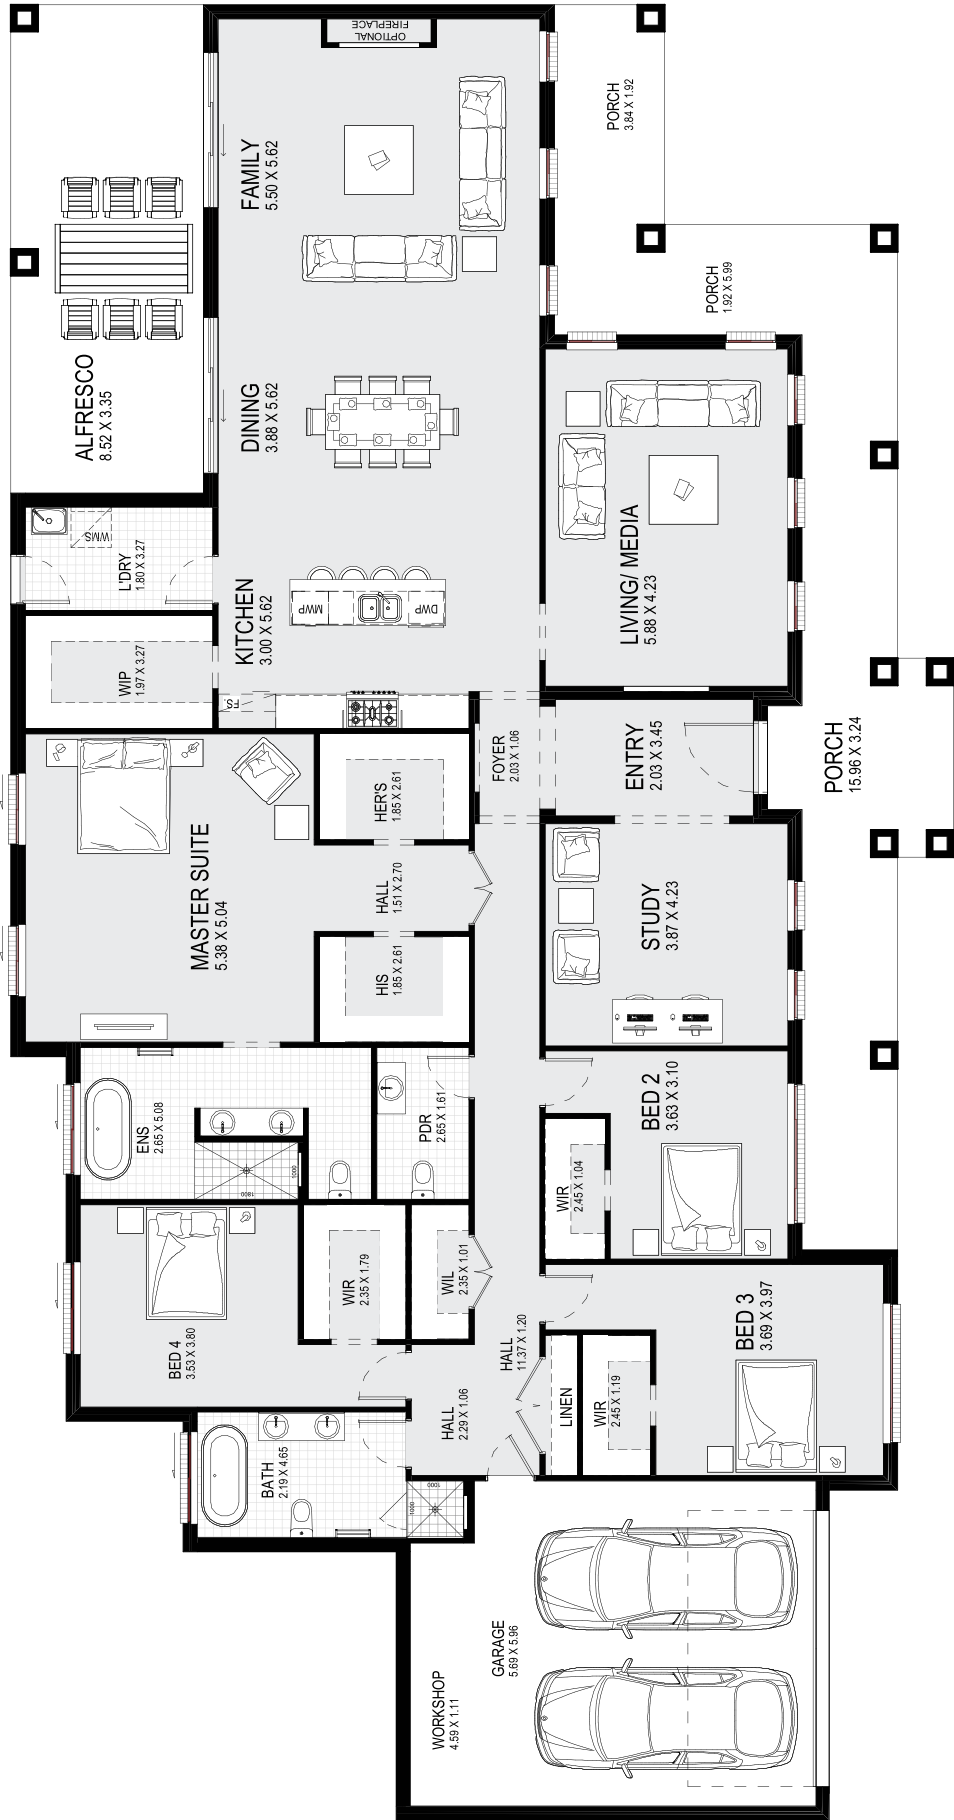 OPTIONAL
FIREPLACE
PORCH
3.84 X 1.92
FAMILY
5.50 X 5.62
PORCH
1.92 X 5.99
ALFRESCO
8.52 X 3.35
DINING
3.88 X 5.62
WMS
L'DRY
1.80 X 3.27
LIVING/ MEDIA
5.88 X 4.23
KITCHEN
3.00 X 5.62
MWP
DWP
WIP
1.97 X 3.27
FS.
FOYER
2.03 X 1.06
ENTRY
2.03 X 3.45
PORCH
15.96 X 3.24
HER'S
1.85 X 2.61
MASTER SUITE
5.38 X 5.04
HALL
1.51 X 2.70
STUDY
3.87 X 4.23
HIS
1.85 X 2.61
ENS
2.65 X 5.08
PDR
2.65 X 1.61
BED 2
3.63 X 3.10
1000
1800
WIR
2.45 X 1.04
WIR
2.35 X 1.79
WIL
2.35 X 1.01
BED 4
3.53 X 3.80
HALL
11.37 X 1.20
BED 3
3.69 X 3.97
HALL
2.29 X 1.06
LINEN
WIR
2.45 X 1.19
BATH
2.19 X 4.65
1000
1000
GARAGE
5.69 X 5.96
WORKSHOP
4.59 X 1.11